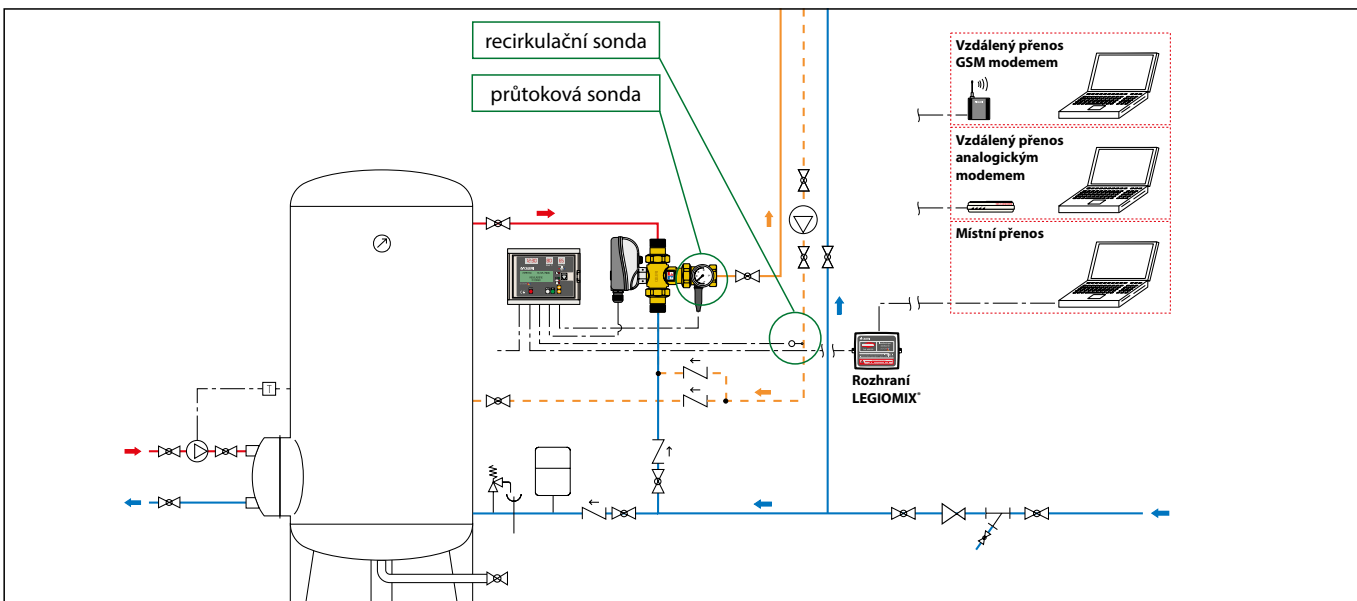 recirkulační sonda
průtoková sonda
Vzdálený přenos
GSM modemem
Vzdálený přenos
analogickým
modemem
Místní přenos
T
Rozhraní
LEGIOMIX®